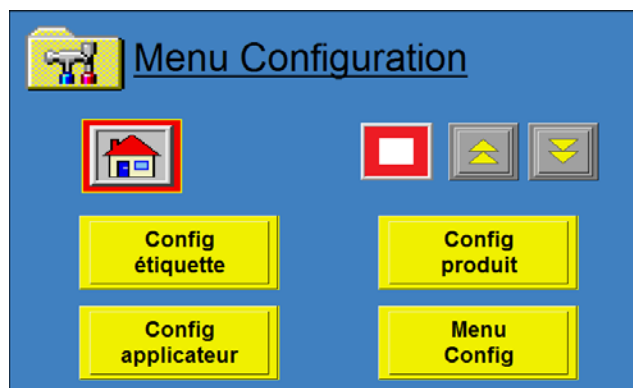 Menu Configuration
Config
étiquette
Config
produit
Config
applicateur
Menu
Config